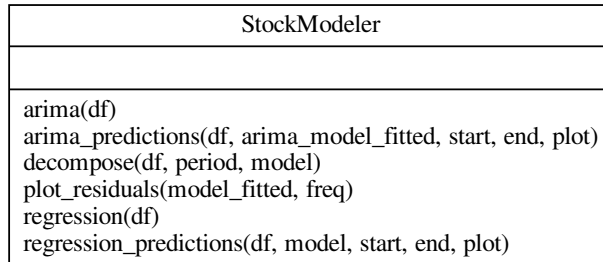 StockModeler
arima(df)
arima_predictions(df, arima_model_fitted, start, end, plot)
decompose(df, period, model)
plot_residuals(model_fitted, freq)
regression(df)
regression_predictions(df, model, start, end, plot)